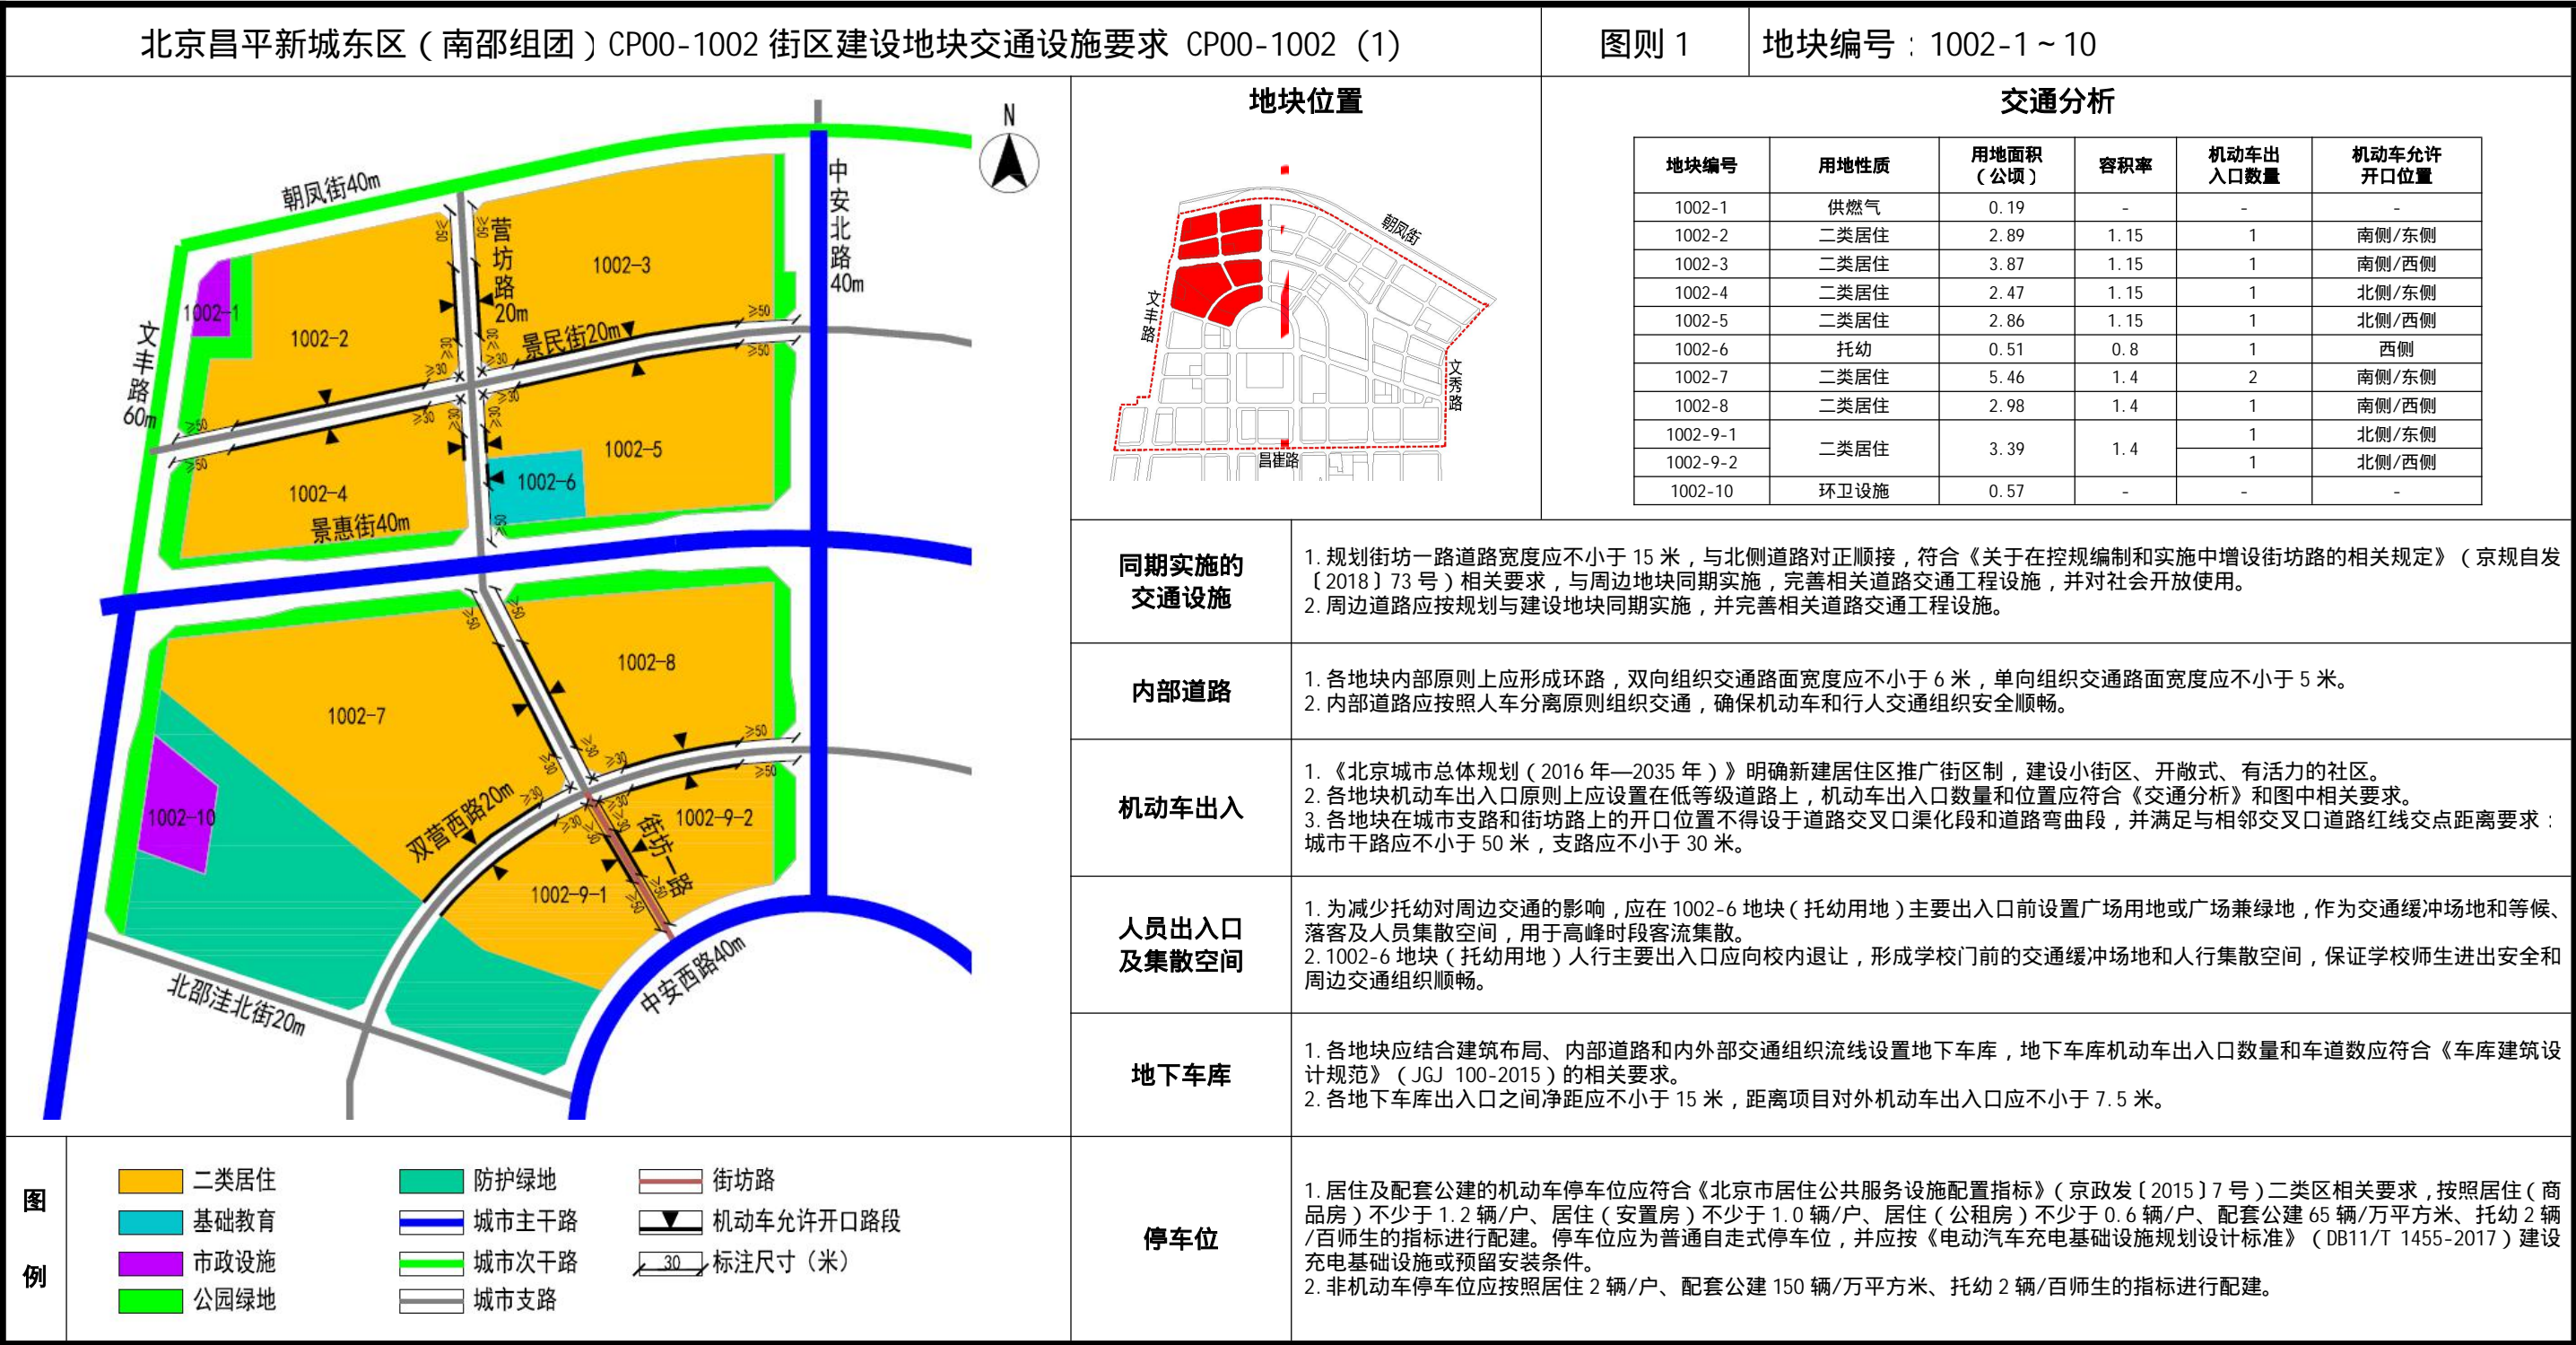 北京昌平新城东区（南邵组团）CP00-1002 街区建设地块交通设施要求 CP00-1002 (1)
图则 1
地块编号：1002-1~10
N
朝凤街40m
中安北路40m
营坊路20m
1002-3
1002-1
1002-2
景民街20m
文丰路60m
1002-5
1002-6
1002-4
景惠街40m
1002-8
1002-7
1002-10
双营西路20m
1002-9-2
街坊一路
1002-9-1
中安西路40m
北邵洼北街20m
≥50
≥50
≥50
≥50
≥30
≥30
≥30
≥30
≥30
≥30
≥30
≥30
≥50
≥50
≥50
≥50
≥50
≥30
≥30
≥30
≥30
≥30
≥30
≥30
≥30
≥50
≥50
≥50
≥50
地块位置
朝凤街
文丰路
文秀路
昌崔路
交通分析
地块编号 用地性质 用地面积（公顷） 容积率 机动车出入口数量 机动车允许开口位置
1002-1 供燃气 0.19 - - -
1002-2 二类居住 2.89 1.15 1 南侧/东侧
1002-3 二类居住 3.87 1.15 1 南侧/西侧
1002-4 二类居住 2.47 1.15 1 北侧/东侧
1002-5 二类居住 2.86 1.15 1 北侧/西侧
1002-6 托幼 0.51 0.8 1 西侧
1002-7 二类居住 5.46 1.4 2 南侧/东侧
1002-8 二类居住 2.98 1.4 1 南侧/西侧
1002-9-1 二类居住 3.39 1.4 1 北侧/东侧
1002-9-2 1 北侧/西侧
1002-10 环卫设施 0.57 - - -
同期实施的
交通设施
1. 规划街坊一路道路宽度应不小于 15 米，与北侧道路对正顺接，符合《关于在控规编制和实施中增设街坊路的相关规定》（京规自发
〔2018〕73 号）相关要求，与周边地块同期实施，完善相关道路交通工程设施，并对社会开放使用。
2. 周边道路应按规划与建设地块同期实施，并完善相关道路交通工程设施。
内部道路
1. 各地块内部原则上应形成环路，双向组织交通路面宽度应不小于 6 米，单向组织交通路面宽度应不小于 5 米。
2. 内部道路应按照人车分离原则组织交通，确保机动车和行人交通组织安全顺畅。
机动车出入
1. 《北京城市总体规划（2016 年—2035 年）》明确新建居住区推广街区制，建设小街区、开敞式、有活力的社区。
2. 各地块机动车出入口原则上应设置在低等级道路上，机动车出入口数量和位置应符合《交通分析》和图中相关要求。
3. 各地块在城市支路和街坊路上的开口位置不得设于道路交叉口渠化段和道路弯曲段，并满足与相邻交叉口道路红线交点距离要求：
城市干路应不小于 50 米，支路应不小于 30 米。
人员出入口
及集散空间
1. 为减少托幼对周边交通的影响，应在 1002-6 地块（托幼用地）主要出入口前设置广场用地或广场兼绿地，作为交通缓冲场地和等候、
落客及人员集散空间，用于高峰时段客流集散。
2. 1002-6 地块（托幼用地）人行主要出入口应向校内退让，形成学校门前的交通缓冲场地和人行集散空间，保证学校师生进出安全和
周边交通组织顺畅。
地下车库
1. 各地块应结合建筑布局、内部道路和内外部交通组织流线设置地下车库，地下车库机动车出入口数量和车道数应符合《车库建筑设
计规范》（JGJ 100-2015）的相关要求。
2. 各地下车库出入口之间净距应不小于 15 米，距离项目对外机动车出入口应不小于 7.5 米。
停车位
1. 居住及配套公建的机动车停车位应符合《北京市居住公共服务设施配置指标》（京政发〔2015〕7 号）二类区相关要求，按照居住（商
品房）不少于 1.2 辆/户、居住（安置房）不少于 1.0 辆/户、居住（公租房）不少于 0.6 辆/户、配套公建 65 辆/万平方米、托幼 2 辆
/百师生的指标进行配建。停车位应为普通自走式停车位，并应按《电动汽车充电基础设施规划设计标准》（DB11/T 1455-2017）建设
充电基础设施或预留安装条件。
2. 非机动车停车位应按照居住 2 辆/户、配套公建 150 辆/万平方米、托幼 2 辆/百师生的指标进行配建。
图例
二类居住
基础教育
市政设施
公园绿地
防护绿地
城市主干路
城市次干路
城市支路
街坊路
机动车允许开口路段
30 标注尺寸（米）